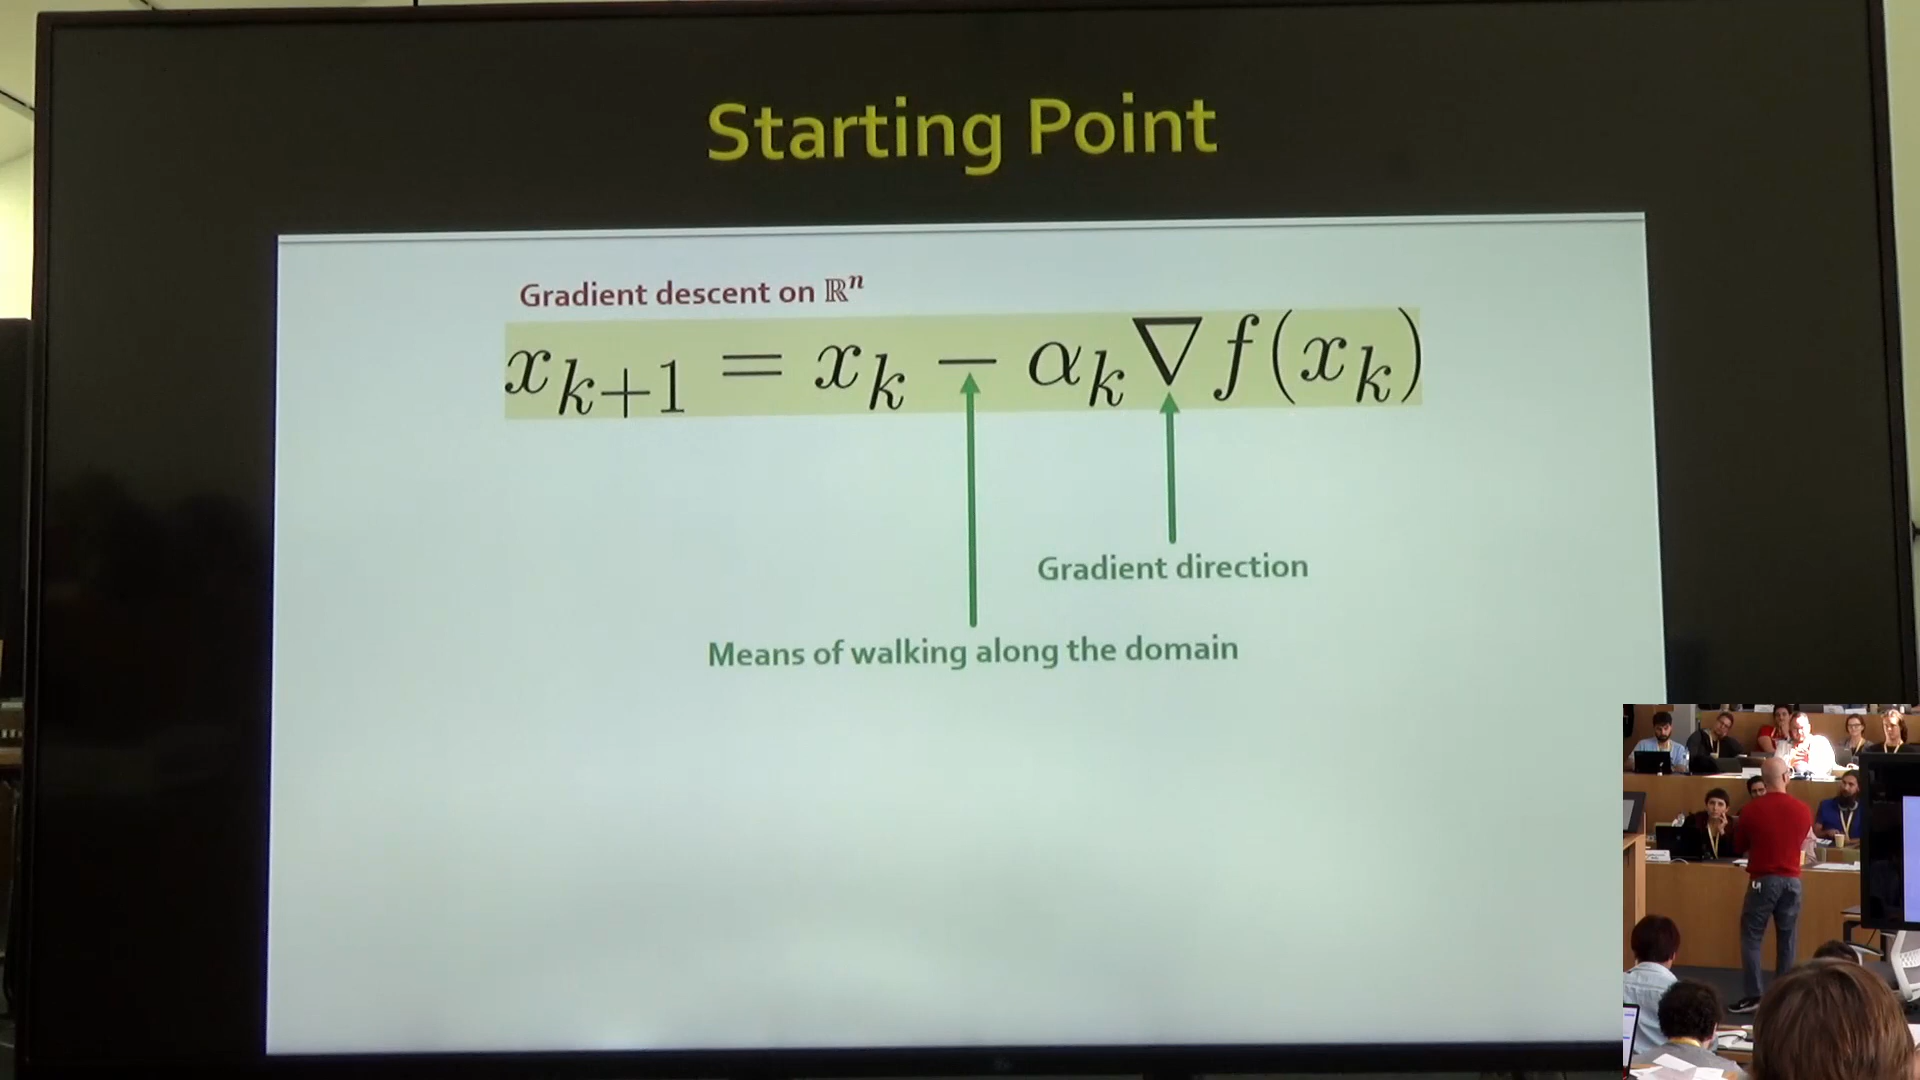 Starting Point
Gradient descent on ℝⁿ
x_{k+1} = x_k − α_k∇f(x_k)
Gradient direction
Means of walking along the domain